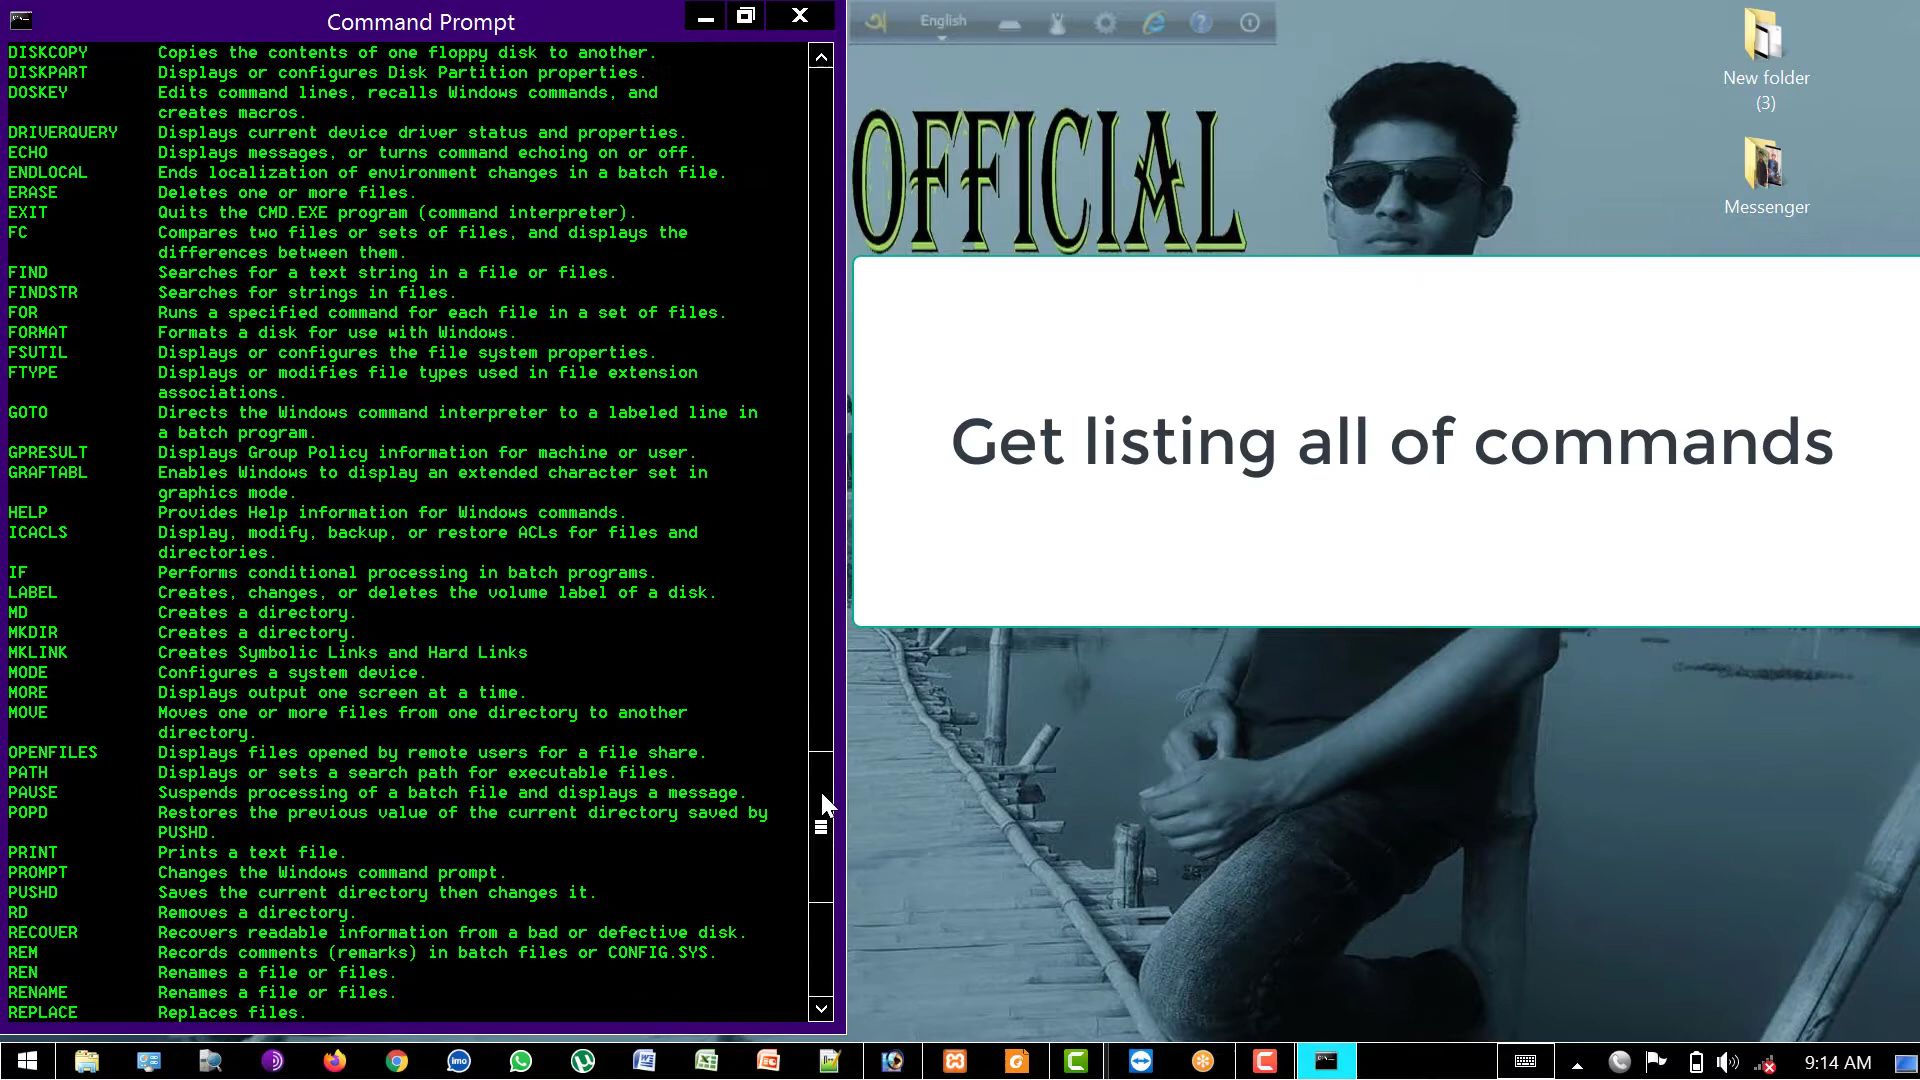 Command Prompt
DISKCOPY Copies the contents of one floppy disk to another.
DISKPART Displays or configures Disk Partition properties.
DOSKEY Edits command lines, recalls Windows commands, and
creates macros.
DRIVERQUERY Displays current device driver status and properties.
ECHO Displays messages, or turns command echoing on or off.
ENDLOCAL Ends localization of environment changes in a batch file.
ERASE Deletes one or more files.
EXIT Quits the CMD.EXE program (command interpreter).
FC Compares two files or sets of files, and displays the
differences between them.
FIND Searches for a text string in a file or files.
FINDSTR Searches for strings in files.
FOR Runs a specified command for each file in a set of files.
FORMAT Formats a disk for use with Windows.
FSUTIL Displays or configures the file system properties.
FTYPE Displays or modifies file types used in file extension
associations.
GOTO Directs the Windows command interpreter to a labeled line in
a batch program.
GPRESULT Displays Group Policy information for machine or user.
GRAFTABL Enables Windows to display an extended character set in
graphics mode.
HELP Provides Help information for Windows commands.
ICACLS Display, modify, backup, or restore ACLs for files and
directories.
IF Performs conditional processing in batch programs.
LABEL Creates, changes, or deletes the volume label of a disk.
MD Creates a directory.
MKDIR Creates a directory.
MKLINK Creates Symbolic Links and Hard Links
MODE Configures a system device.
MORE Displays output one screen at a time.
MOVE Moves one or more files from one directory to another
directory.
OPENFILES Displays files opened by remote users for a file share.
PATH Displays or sets a search path for executable files.
PAUSE Suspends processing of a batch file and displays a message.
POPD Restores the previous value of the current directory saved by
PUSHD.
PRINT Prints a text file.
PROMPT Changes the Windows command prompt.
PUSHD Saves the current directory then changes it.
RD Removes a directory.
RECOVER Recovers readable information from a bad or defective disk.
REM Records comments (remarks) in batch files or CONFIG.SYS.
REN Renames a file or files.
RENAME Renames a file or files.
REPLACE Replaces files.
English
OFFICIAL
New folder
(3)
Messenger
Get listing all of commands
imo
9:14 AM